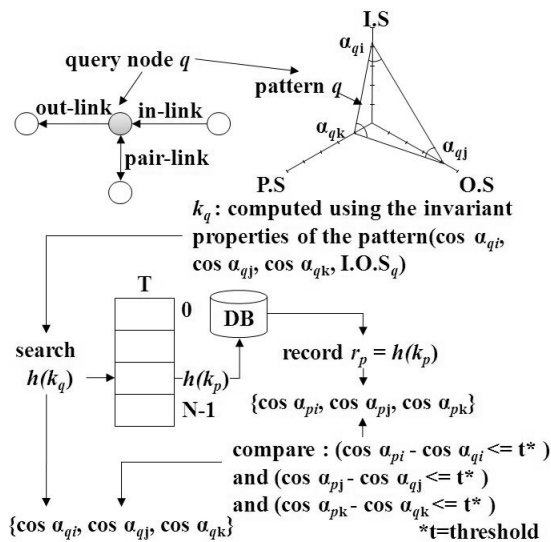 I.S
α_qi
query node q
pattern q
out-link
in-link
α_qk
α_qj
pair-link
P.S
O.S
k_q : computed using the invariant
properties of the pattern(cos α_qi,
cos α_qj, cos α_qk, I.O.S_q)
T
0
DB
search
h(k_q)
h(k_p)
record r_p = h(k_p)
N-1
{cos α_pi, cos α_pj, cos α_pk}
compare : (cos α_pi - cos α_qi <= t* )
and (cos α_pj - cos α_qj <= t* )
and (cos α_pk - cos α_qk <= t* )
{cos α_qi, cos α_qj, cos α_qk}
*t=threshold